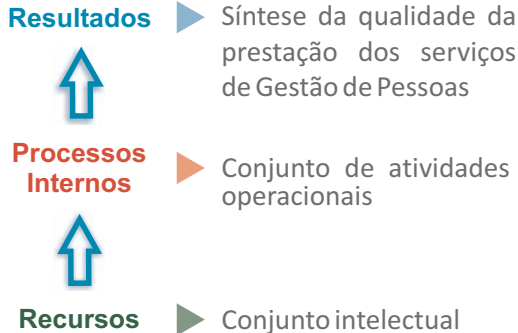 Resultados
Síntese da qualidade da
prestação dos serviços
de Gestão de Pessoas
Processos
Internos
Conjunto de atividades
operacionais
Recursos
Conjunto intelectual